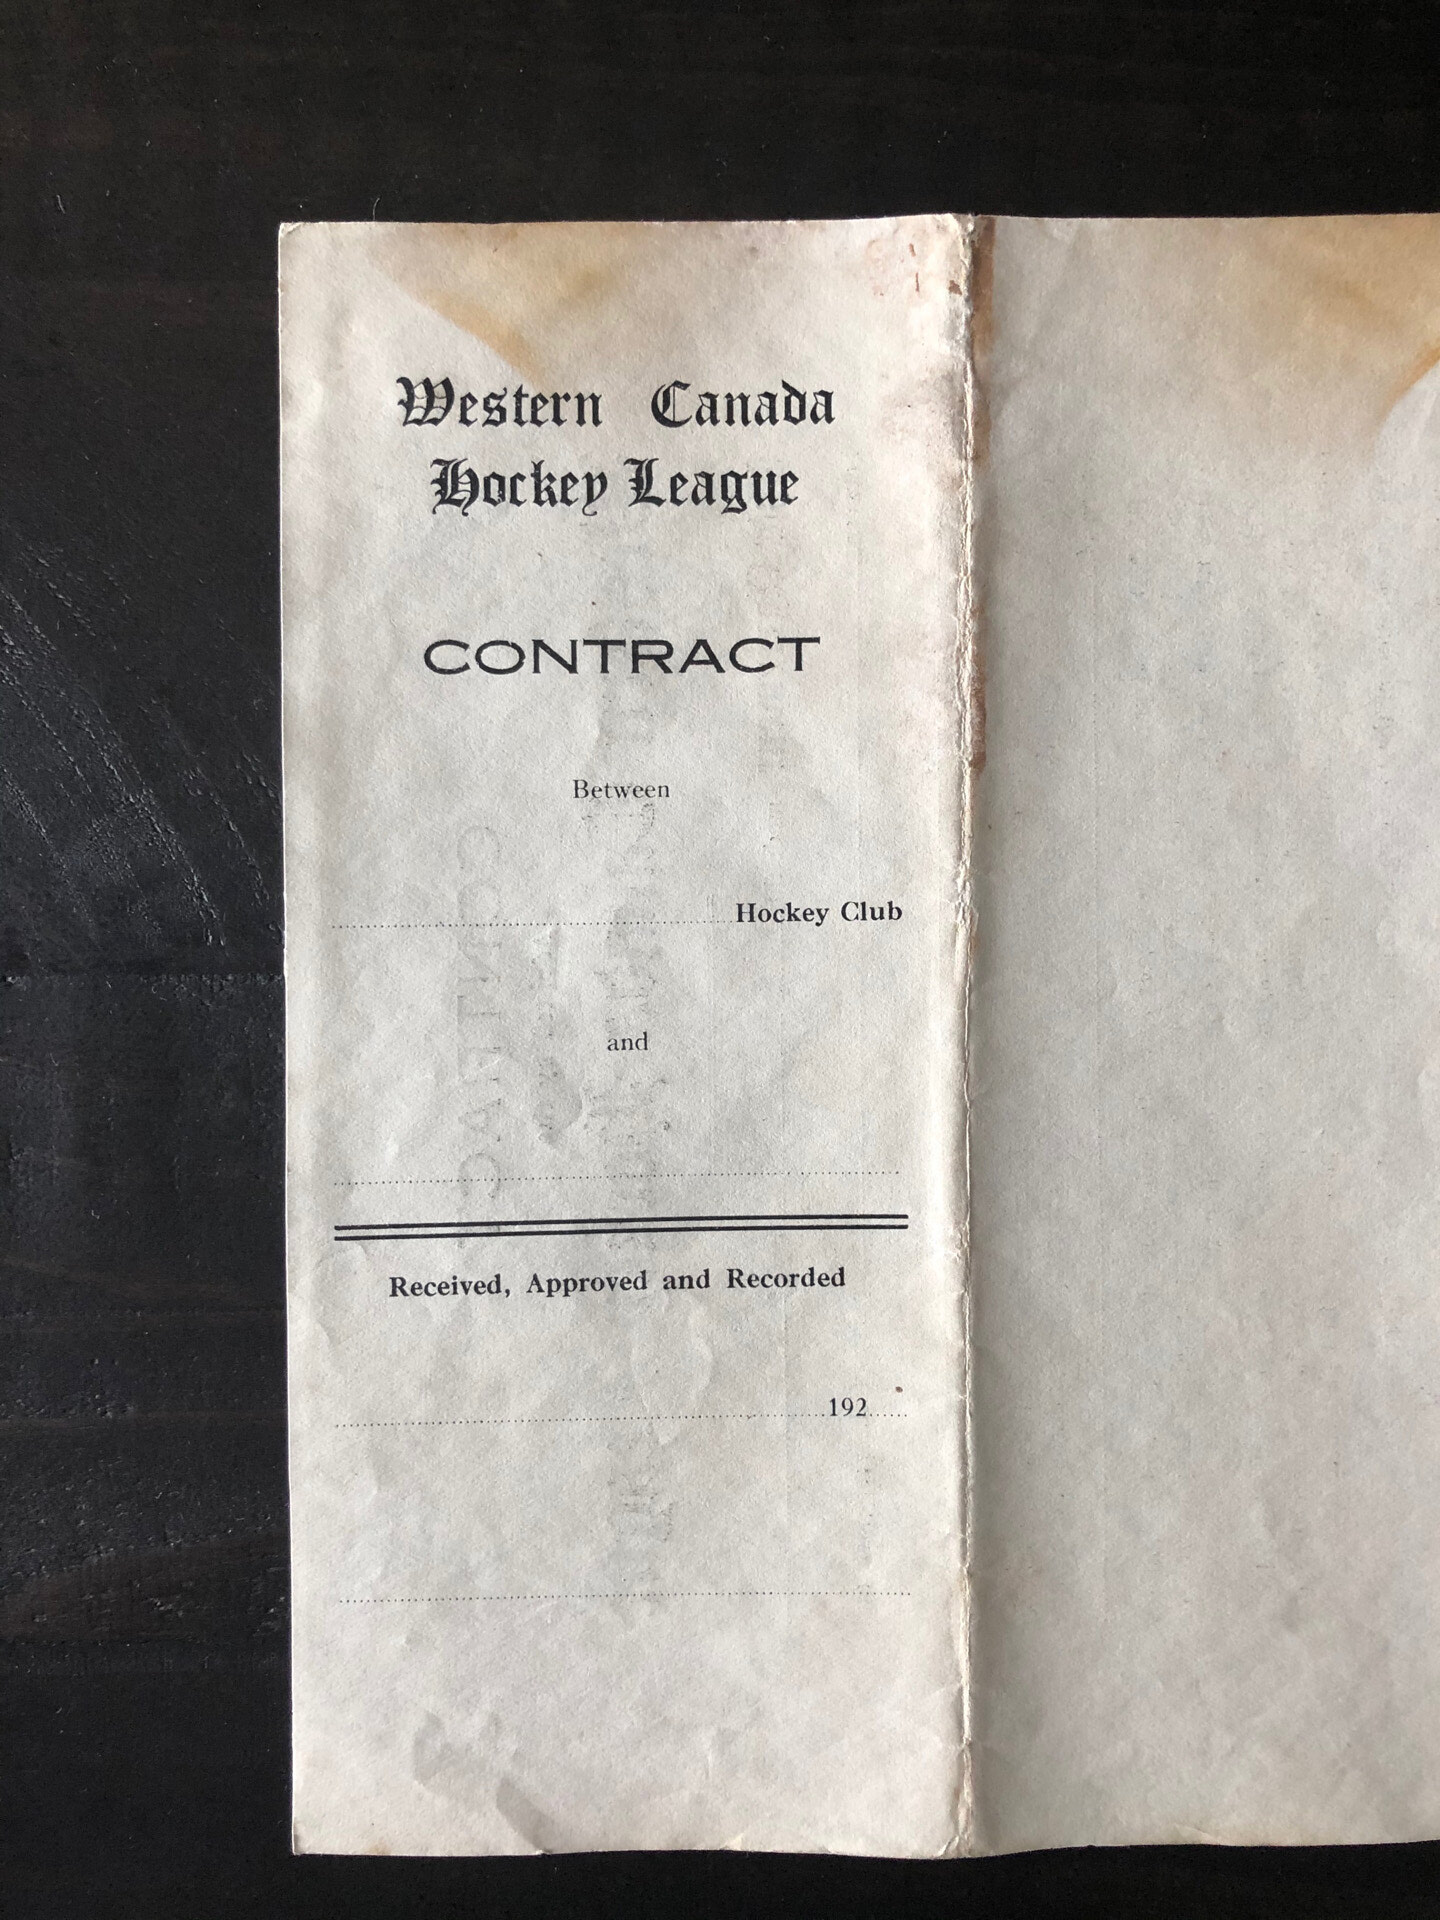 Western Canada
Hockey League
CONTRACT
Between
Hockey Club
and
Received, Approved and Recorded
192